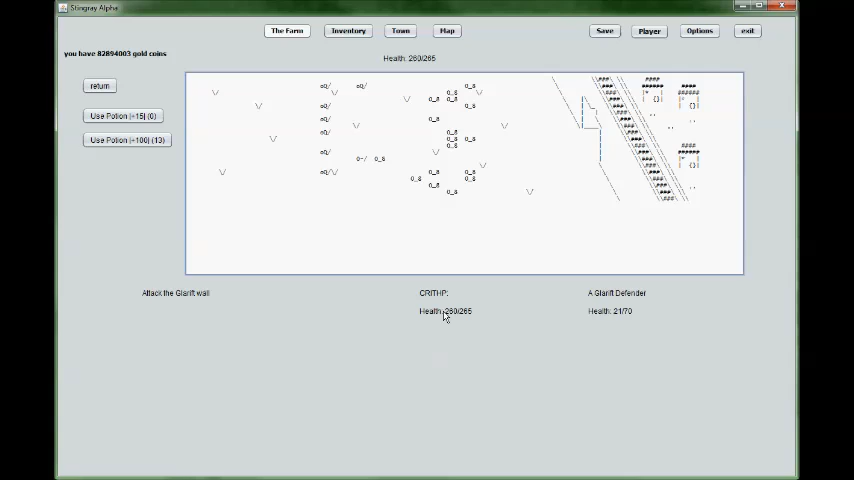 Stingray Alpha
The Farm
Inventory
Town
Map
Save
Player
Options
exit
you have 82894003 gold coins
Health: 260/265
return
Use Potion |+15| (0)
Use Potion |+100| (13)
Attack the Glarift wall
CRITHP:
A Glarift Defender
Health: 260/265
Health: 21/70